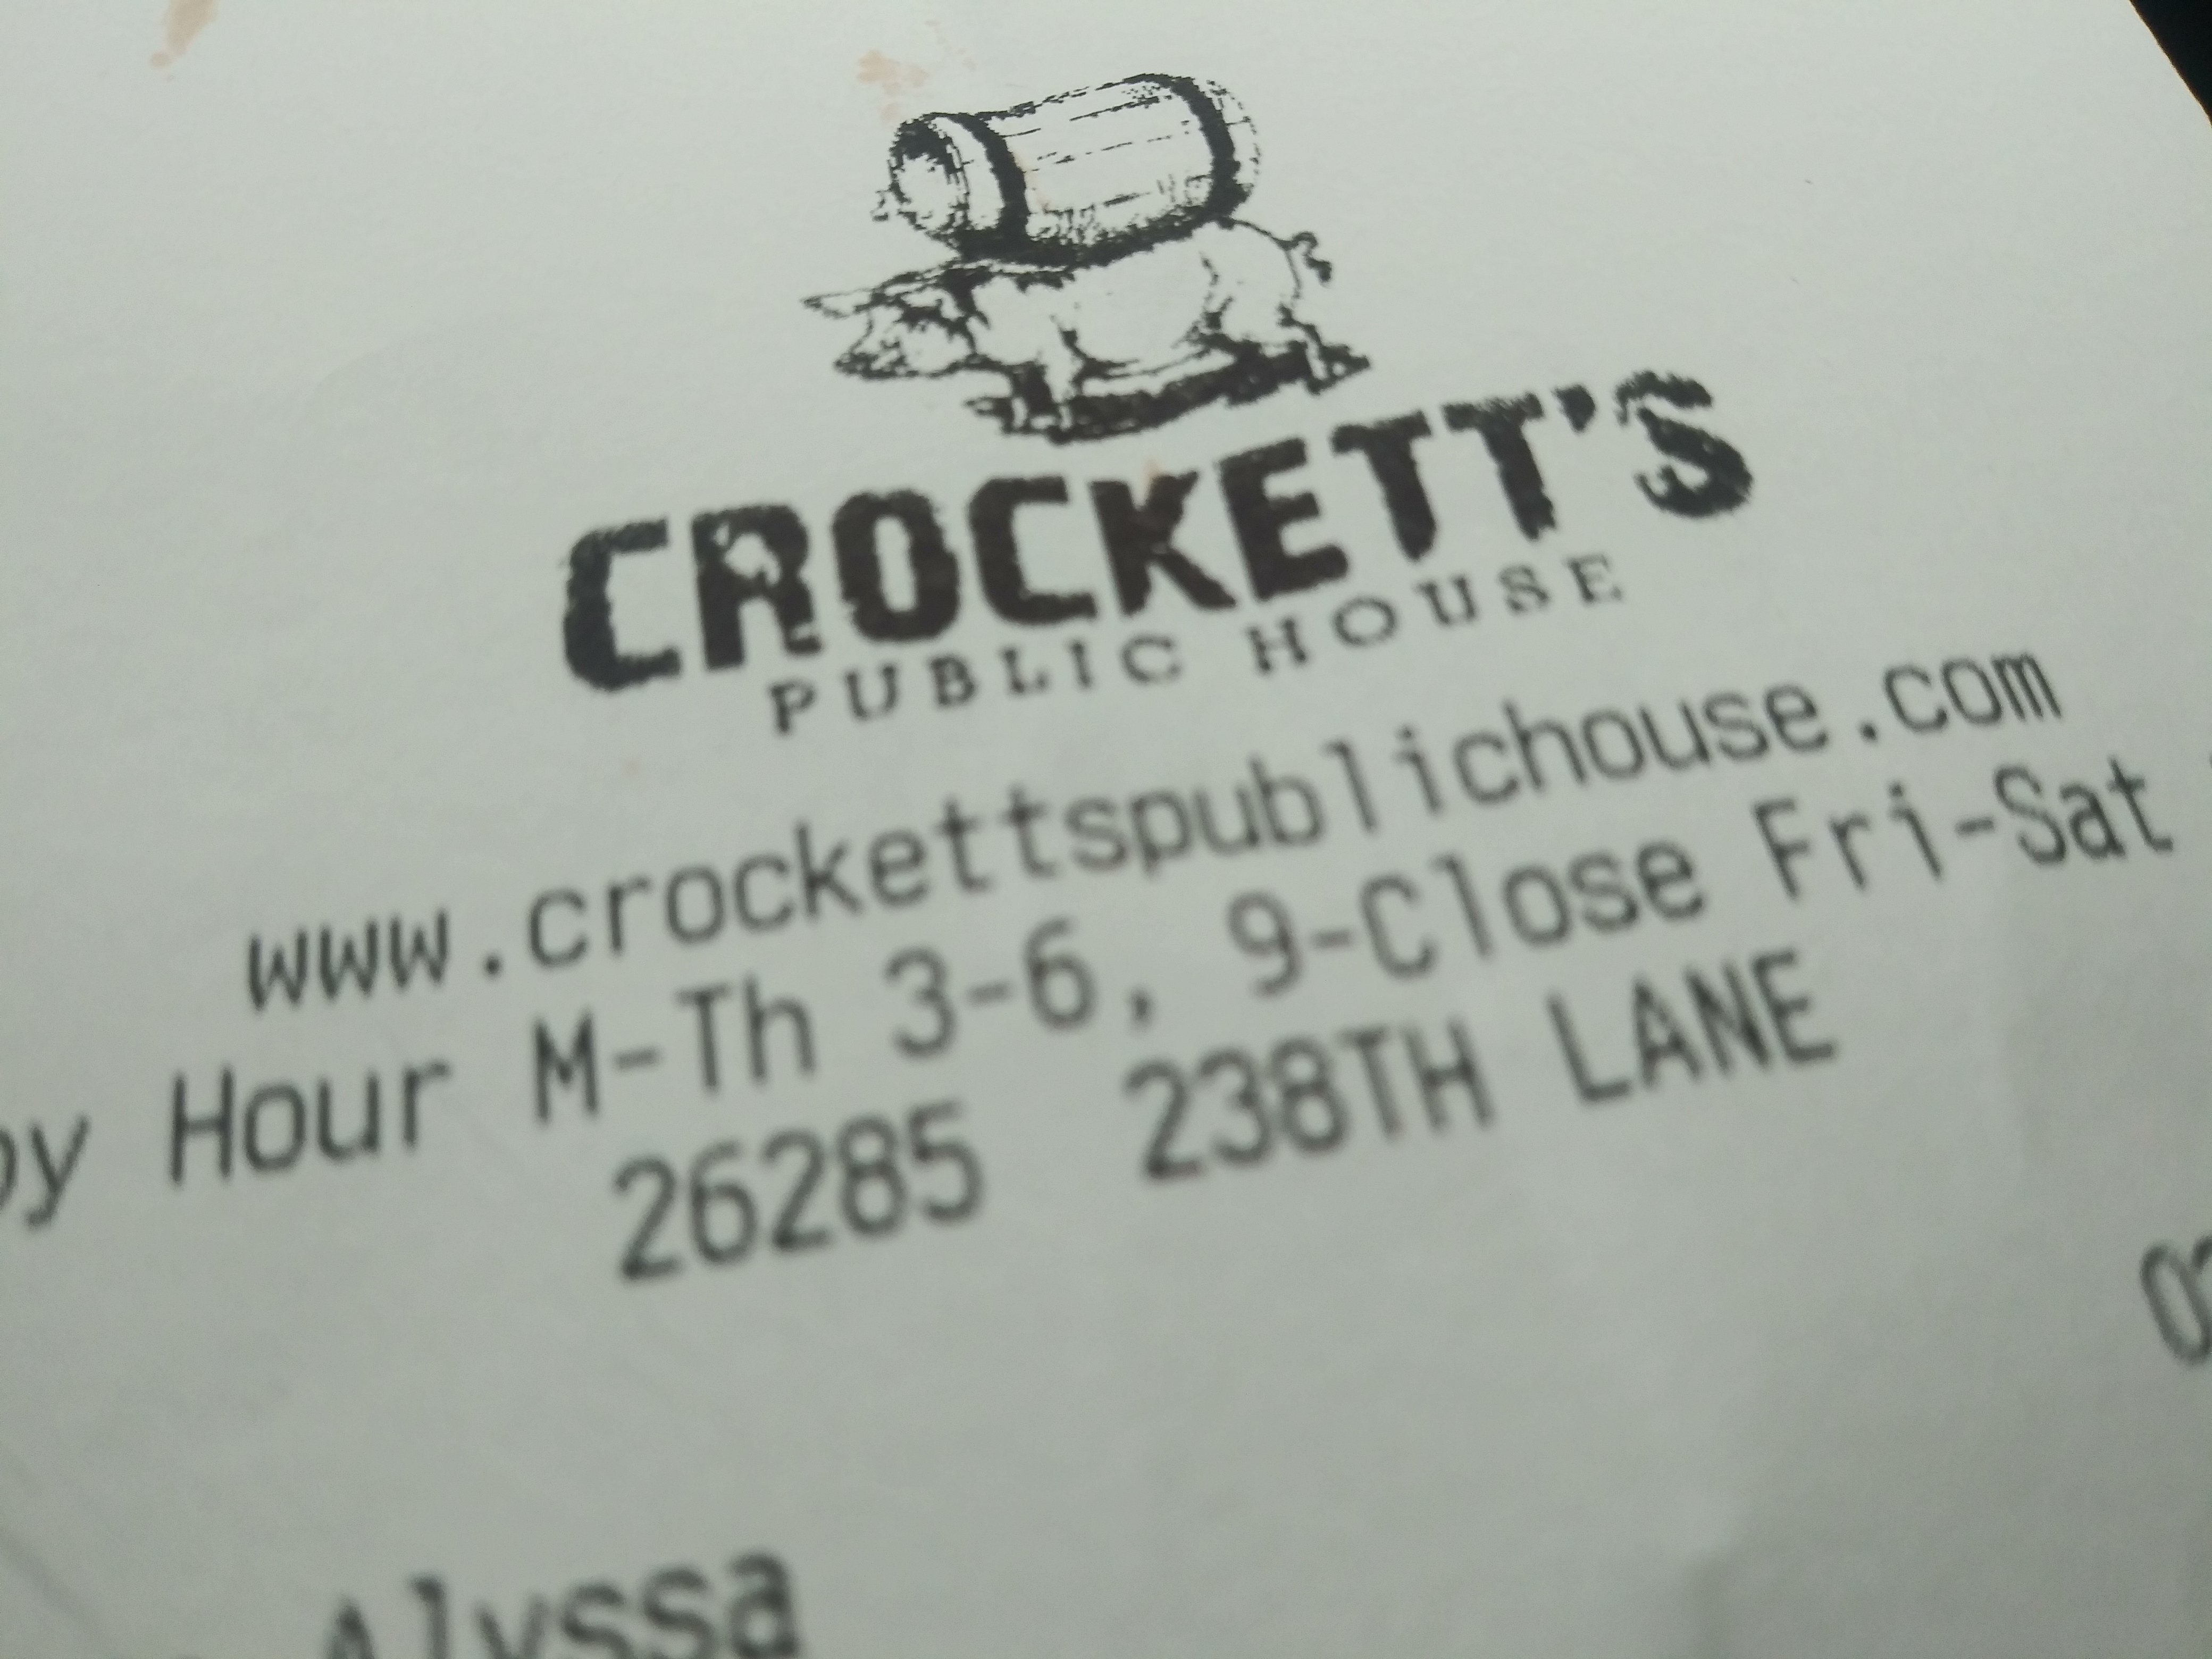 CROCKETT'S
PUBLIC HOUSE
www.crockettspublichouse.com
Hour M-Th 3-6, 9-Close Fri-Sat
26285 238TH LANE
Alyssa